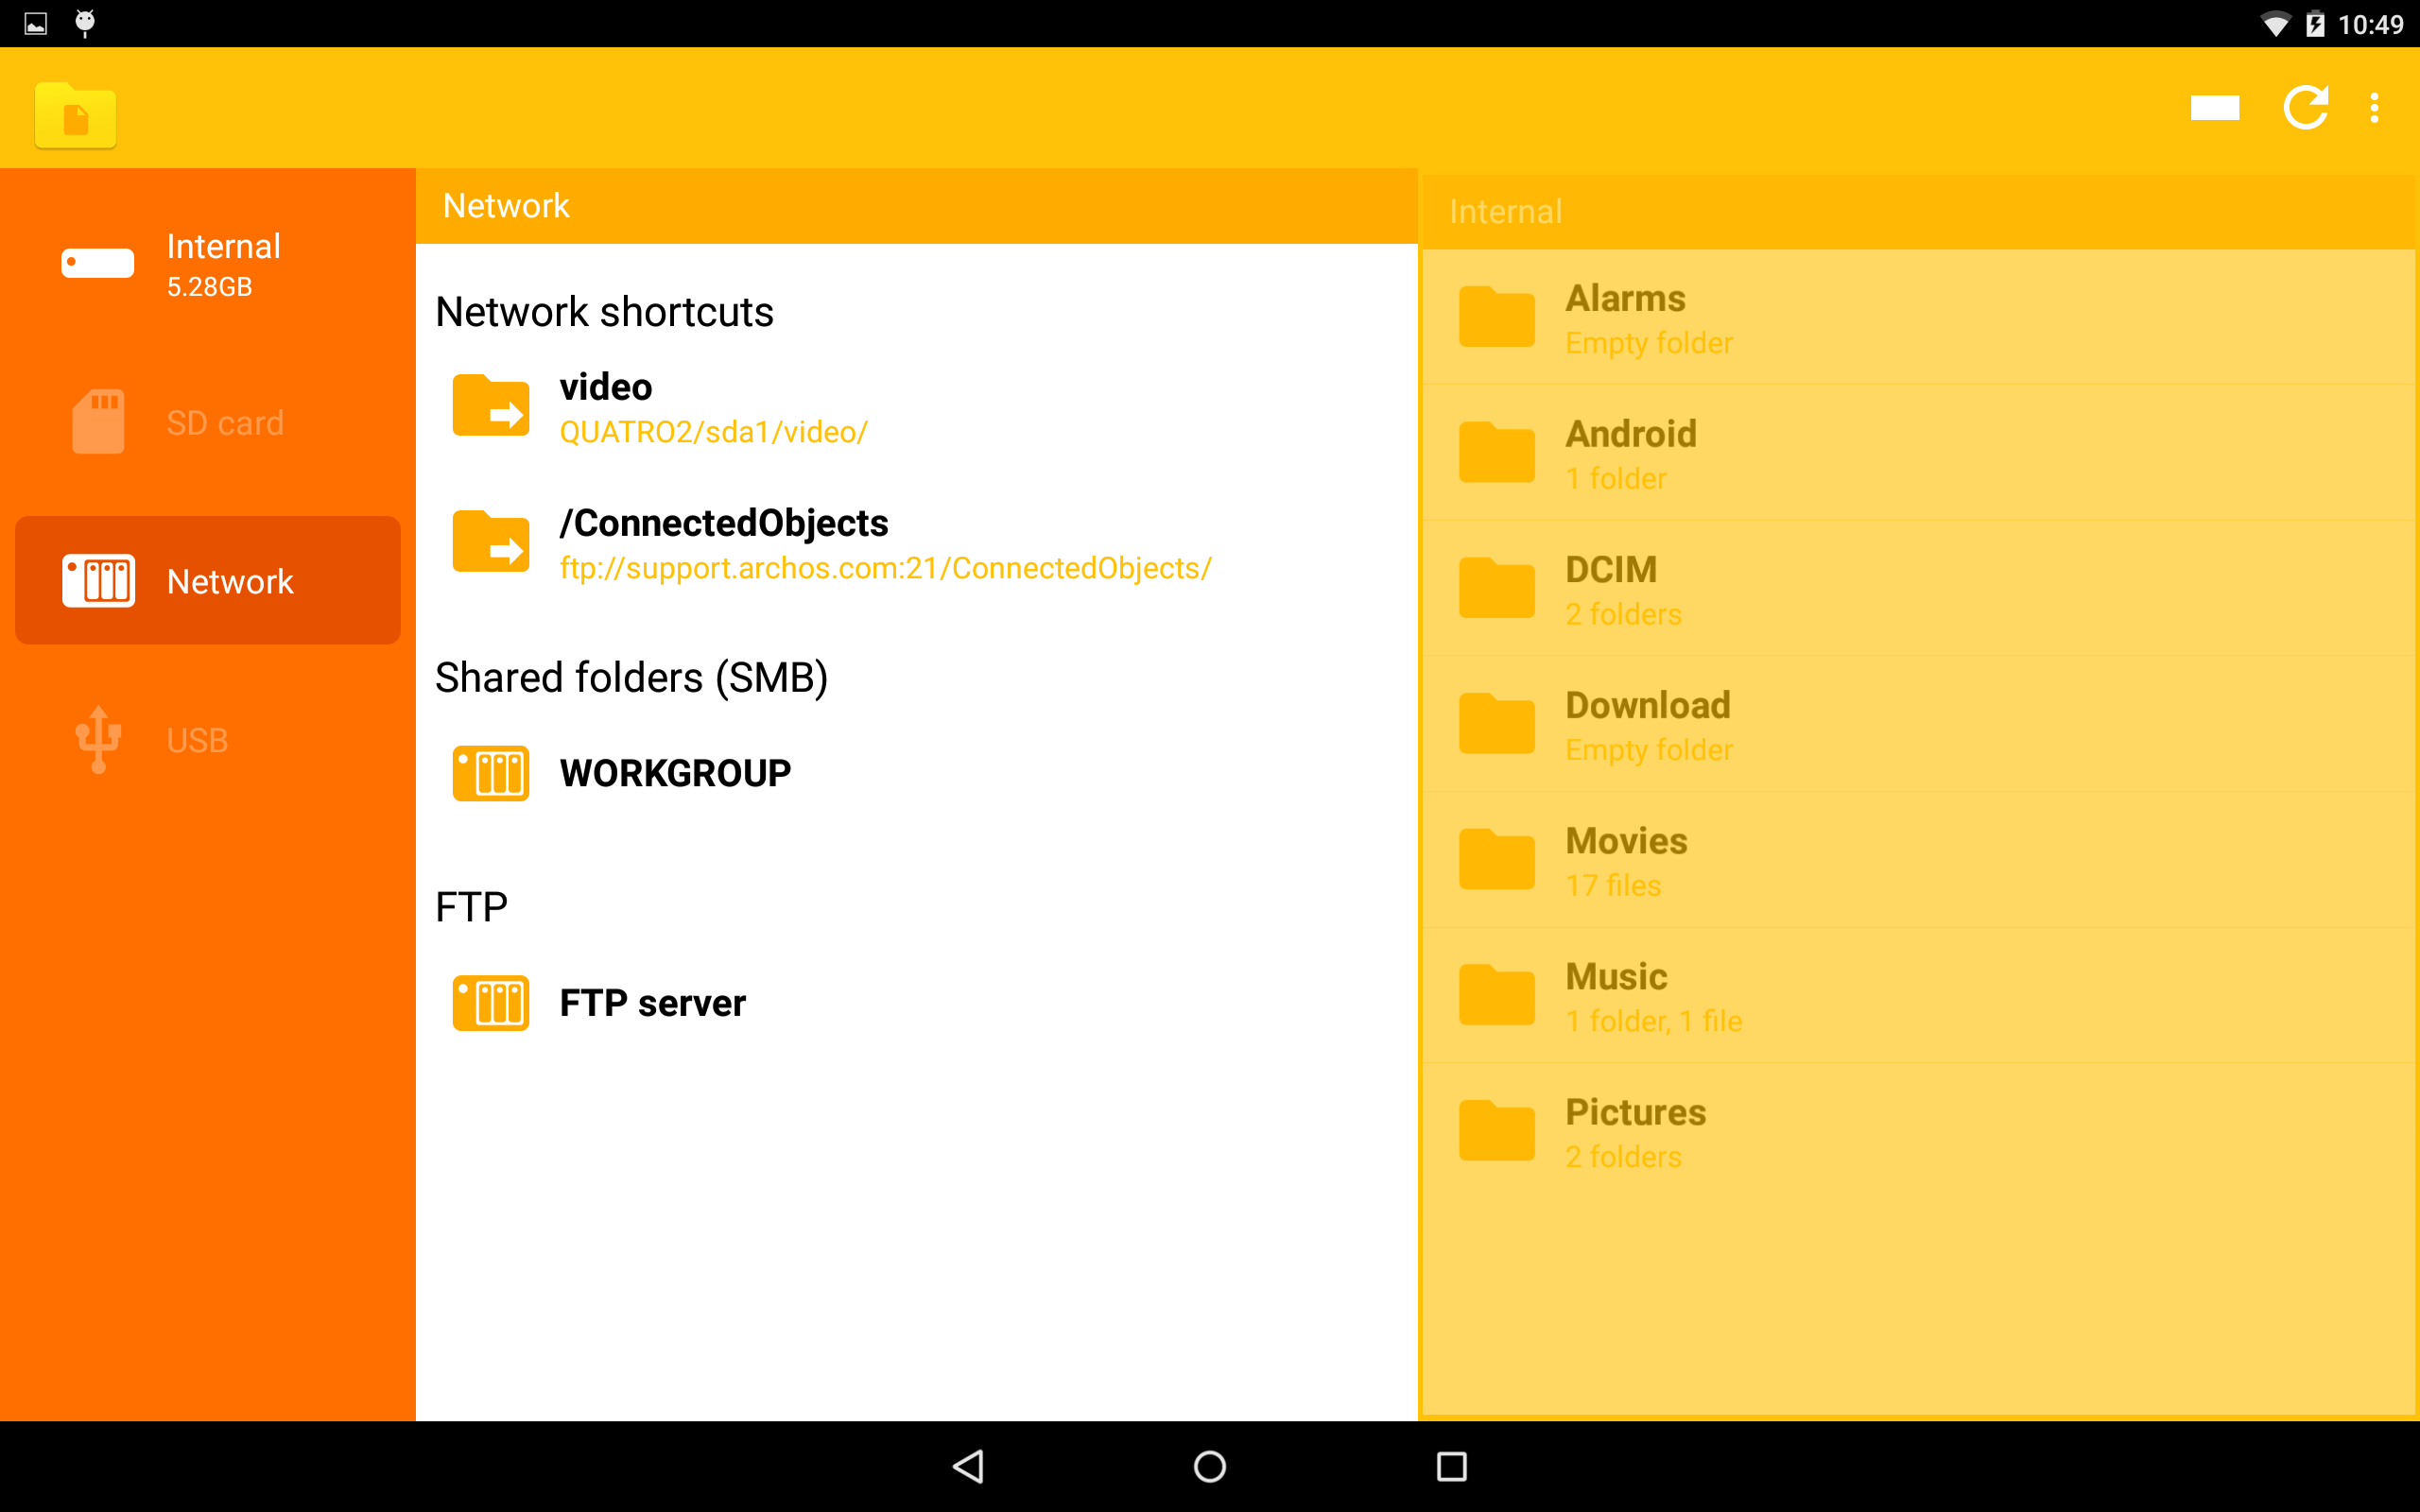 10:49
Internal
5.28GB
SD card
Network
USB
Network
Network shortcuts
video
QUATRO2/sda1/video/
/ConnectedObjects
ftp://support.archos.com:21/ConnectedObjects/
Shared folders (SMB)
WORKGROUP
FTP
FTP server
Internal
Alarms
Empty folder
Android
1 folder
DCIM
2 folders
Download
Empty folder
Movies
17 files
Music
1 folder, 1 file
Pictures
2 folders